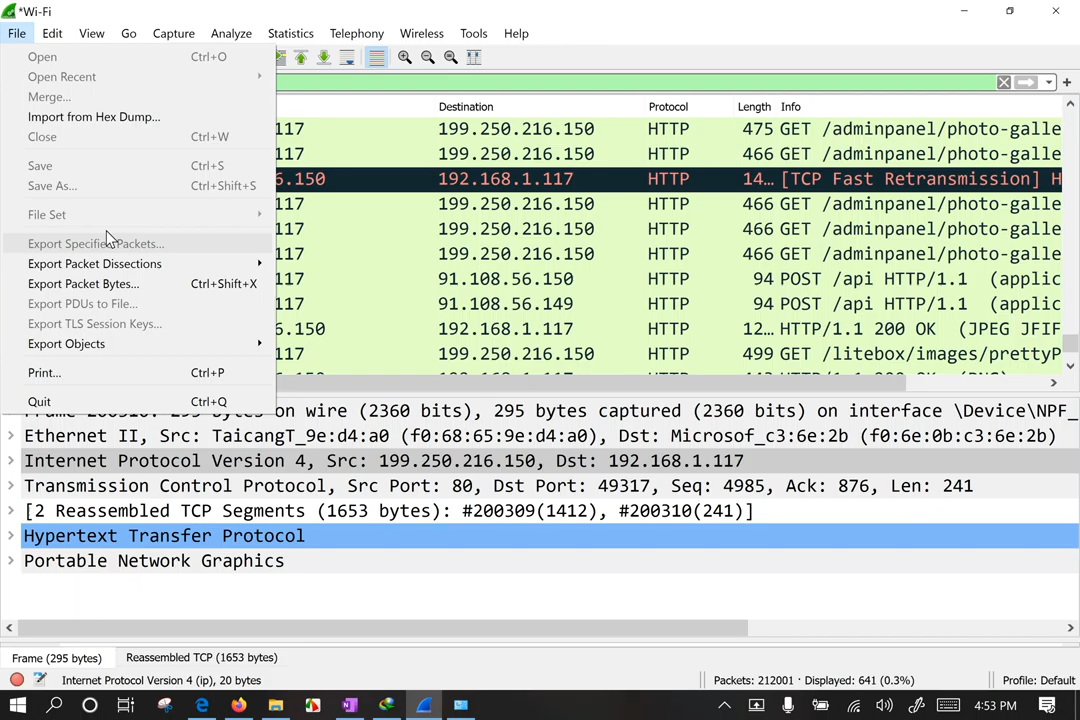 *Wi-Fi
File Edit View Go Capture Analyze Statistics Telephony Wireless Tools Help
Open Ctrl+O
Open Recent
Merge...
Import from Hex Dump...
Close Ctrl+W
Save Ctrl+S
Save As... Ctrl+Shift+S
File Set
Export Specified Packets...
Export Packet Dissections
Export Packet Bytes... Ctrl+Shift+X
Export PDUs to File...
Export TLS Session Keys...
Export Objects
Print... Ctrl+P
Quit Ctrl+Q
Destination Protocol Length Info
117 199.250.216.150 HTTP 475 GET /adminpanel/photo-galle
117 199.250.216.150 HTTP 466 GET /adminpanel/photo-galle
6.150 192.168.1.117 HTTP 14… [TCP Fast Retransmission] H
117 199.250.216.150 HTTP 466 GET /adminpanel/photo-galle
117 199.250.216.150 HTTP 466 GET /adminpanel/photo-galle
117 199.250.216.150 HTTP 466 GET /adminpanel/photo-galle
117 91.108.56.150 HTTP 94 POST /api HTTP/1.1 (applic
117 91.108.56.149 HTTP 94 POST /api HTTP/1.1 (applic
6.150 192.168.1.117 HTTP 12… HTTP/1.1 200 OK (JPEG JFIF
117 199.250.216.150 HTTP 499 GET /litebox/images/prettyP
Frame 200310: 295 bytes on wire (2360 bits), 295 bytes captured (2360 bits) on interface \Device\NPF_
Ethernet II, Src: TaicangT_9e:d4:a0 (f0:68:65:9e:d4:a0), Dst: Microsof_c3:6e:2b (f0:6e:0b:c3:6e:2b)
Internet Protocol Version 4, Src: 199.250.216.150, Dst: 192.168.1.117
Transmission Control Protocol, Src Port: 80, Dst Port: 49317, Seq: 4985, Ack: 876, Len: 241
[2 Reassembled TCP Segments (1653 bytes): #200309(1412), #200310(241)]
Hypertext Transfer Protocol
Portable Network Graphics
Frame (295 bytes) Reassembled TCP (1653 bytes)
Internet Protocol Version 4 (ip), 20 bytes Packets: 212001 · Displayed: 641 (0.3%) Profile: Default
4:53 PM